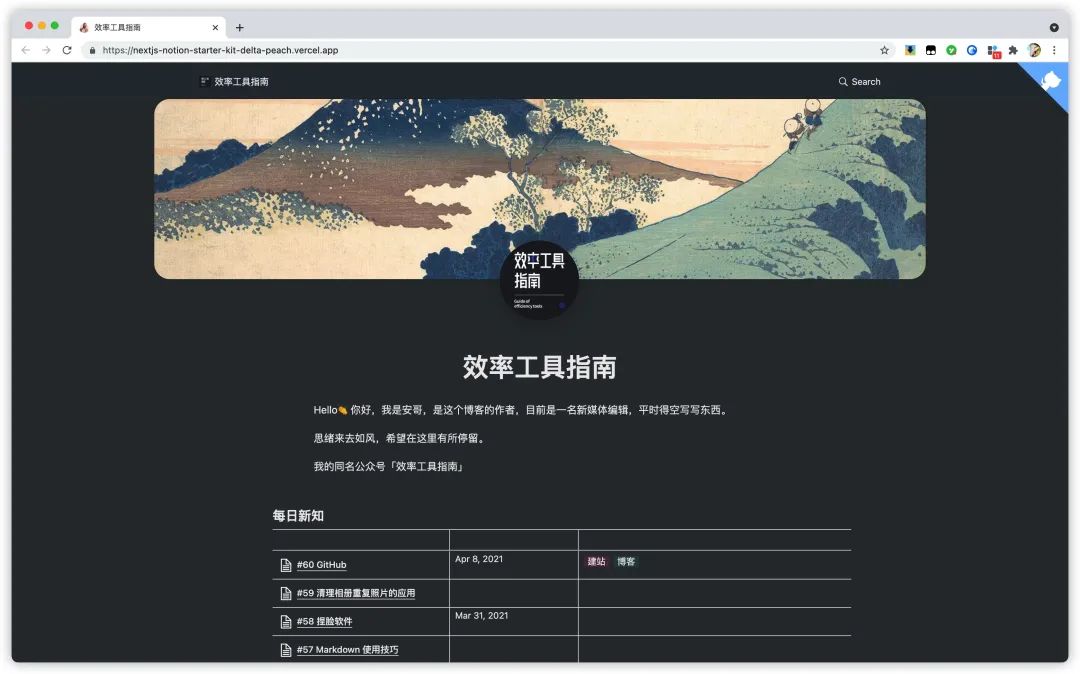 效率工具指南
https://nextjs-notion-starter-kit-delta-peach.vercel.app
11
效率工具指南
Search
效率工具
指南
Guide of
efficiency tools
效率工具指南
Hello👏 你好，我是安哥，是这个博客的作者，目前是一名新媒体编辑，平时得空写写东西。
思绪来去如风，希望在这里有所停留。
我的同名公众号「效率工具指南」
每日新知
#60 GitHub
Apr 8, 2021
建站 博客
#59 清理相册重复照片的应用
#58 捏脸软件
Mar 31, 2021
#57 Markdown 使用技巧